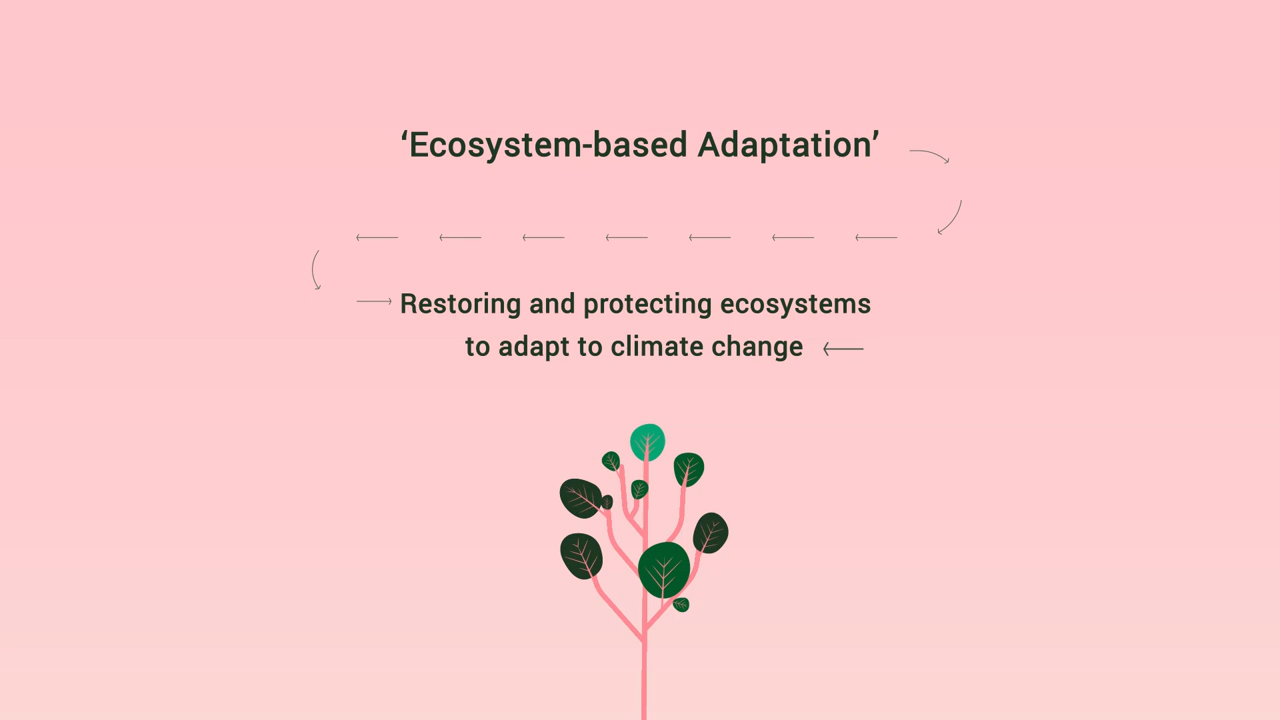 ‘Ecosystem-based Adaptation’
Restoring and protecting ecosystems
to adapt to climate change